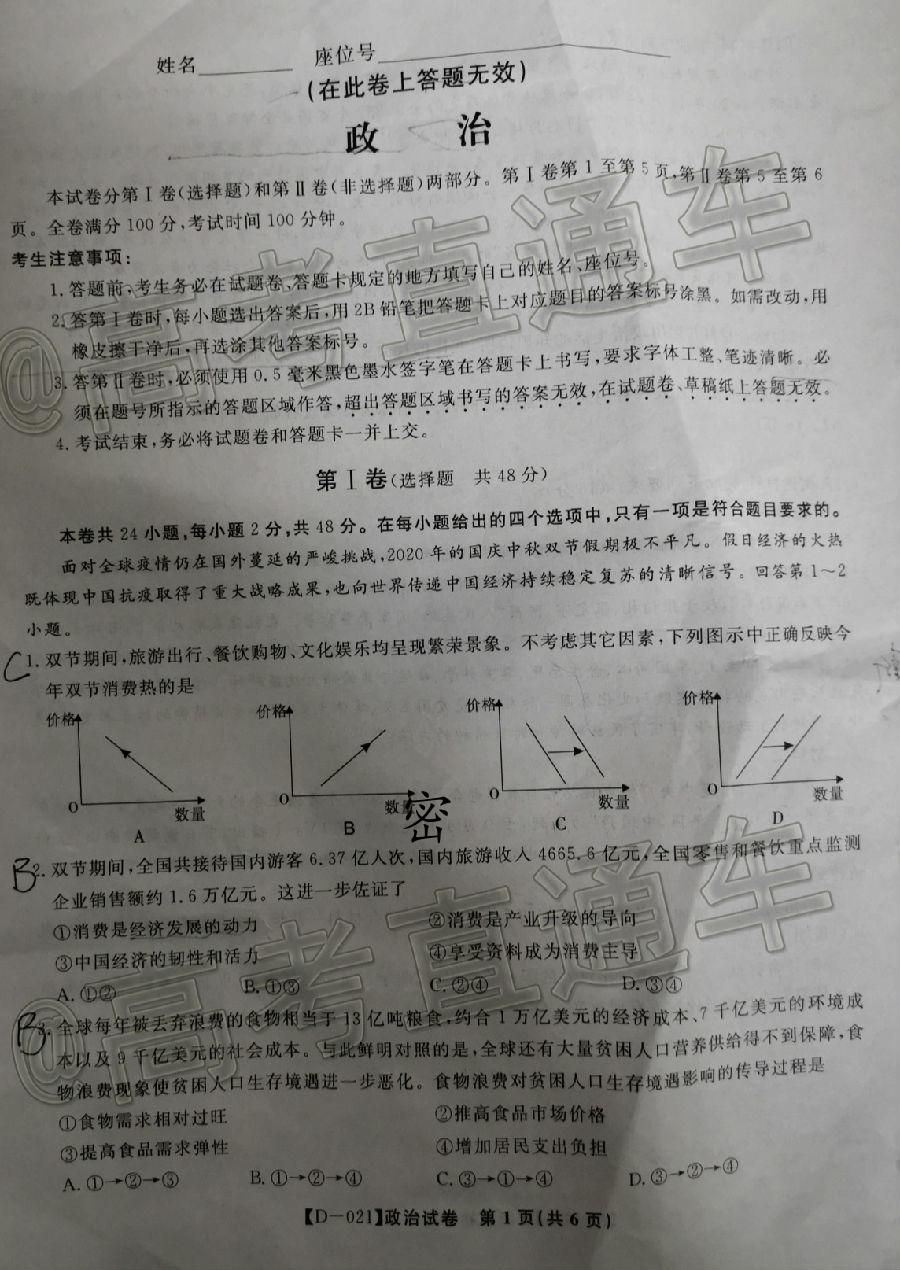 姓名________ 座位号________________
(在此卷上答题无效)
政 治
本试卷分第Ⅰ卷(选择题)和第Ⅱ卷(非选择题)两部分。第Ⅰ卷第1至第5页,第Ⅱ卷第5至第6
页。全卷满分100分,考试时间100分钟。
考生注意事项:
1.答题前,考生务必在试题卷、答题卡规定的地方填写自己的姓名、座位号。
2.答第Ⅰ卷时,每小题选出答案后,用2B铅笔把答题卡上对应题目的答案标号涂黑。如需改动,用
橡皮擦干净后,再选涂其他答案标号。
3.答第Ⅱ卷时,必须使用0.5毫米黑色墨水签字笔在答题卡上书写,要求字体工整、笔迹清晰。必
须在题号所指示的答题区域作答,超出答题区域书写的答案无效,在试题卷、草稿纸上答题无效。
4.考试结束,务必将试题卷和答题卡一并上交。
第Ⅰ卷(选择题 共48分)
本卷共24小题,每小题2分,共48分。在每小题给出的四个选项中,只有一项是符合题目要求的。
面对全球疫情仍在国外蔓延的严峻挑战,2020年的国庆中秋双节假期极不平凡。假日经济的火热
既体现中国抗疫取得了重大战略成果,也向世界传递中国经济持续稳定复苏的清晰信号。回答第1~2
小题。
C 1.双节期间,旅游出行、餐饮购物、文化娱乐均呈现繁荣景象。不考虑其它因素,下列图示中正确反映今
年双节消费热的是
价格 价格 价格 价格
O 数量 O 数量 O 数量 O 数量
A B C D
密
B 2.双节期间,全国共接待国内游客6.37亿人次,国内旅游收入4665.6亿元,全国零售和餐饮重点监测
企业销售额约1.6万亿元。这进一步佐证了
①消费是经济发展的动力 ②消费是产业升级的导向
③中国经济的韧性和活力 ④享受资料成为消费主导
A.①② B.①③ C.②④ D.③④
B 3.全球每年被丢弃浪费的食物相当于13亿吨粮食,约合1万亿美元的经济成本、7千亿美元的环境成
本以及9千亿美元的社会成本。与此鲜明对照的是,全球还有大量贫困人口营养供给得不到保障,食
物浪费现象使贫困人口生存境遇进一步恶化。食物浪费对贫困人口生存境遇影响的传导过程是
①食物需求相对过旺 ②推高食品市场价格
③提高食品需求弹性 ④增加居民支出负担
A.①→②→③ B.①→②→④ C.③→①→④ D.③→②→④
【D-021】政治试卷 第1页(共6页)
@高考直通车
@高考直通车